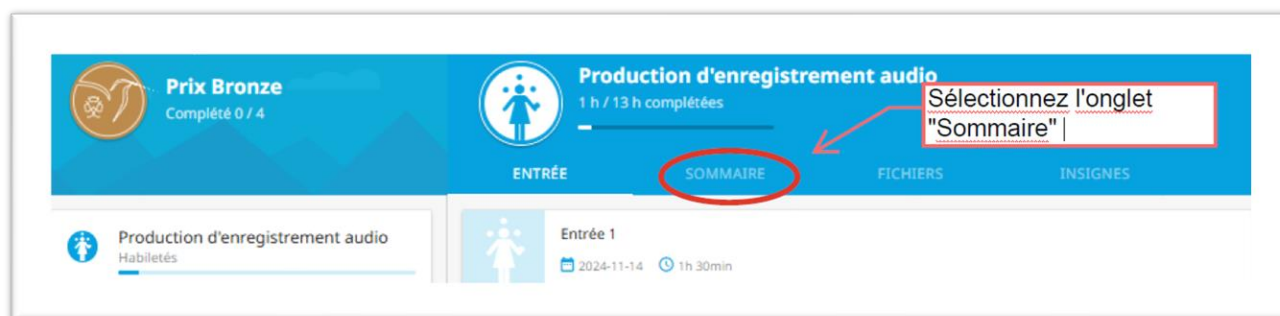 Prix Bronze
Complété 0 / 4
Production d'enregistrement audio
1 h / 13 h complétées
Sélectionnez l'onglet
"Sommaire"
ENTRÉE SOMMAIRE FICHIERS INSIGNES
Production d'enregistrement audio
Habiletés
Entrée 1
2024-11-14 1h 30min